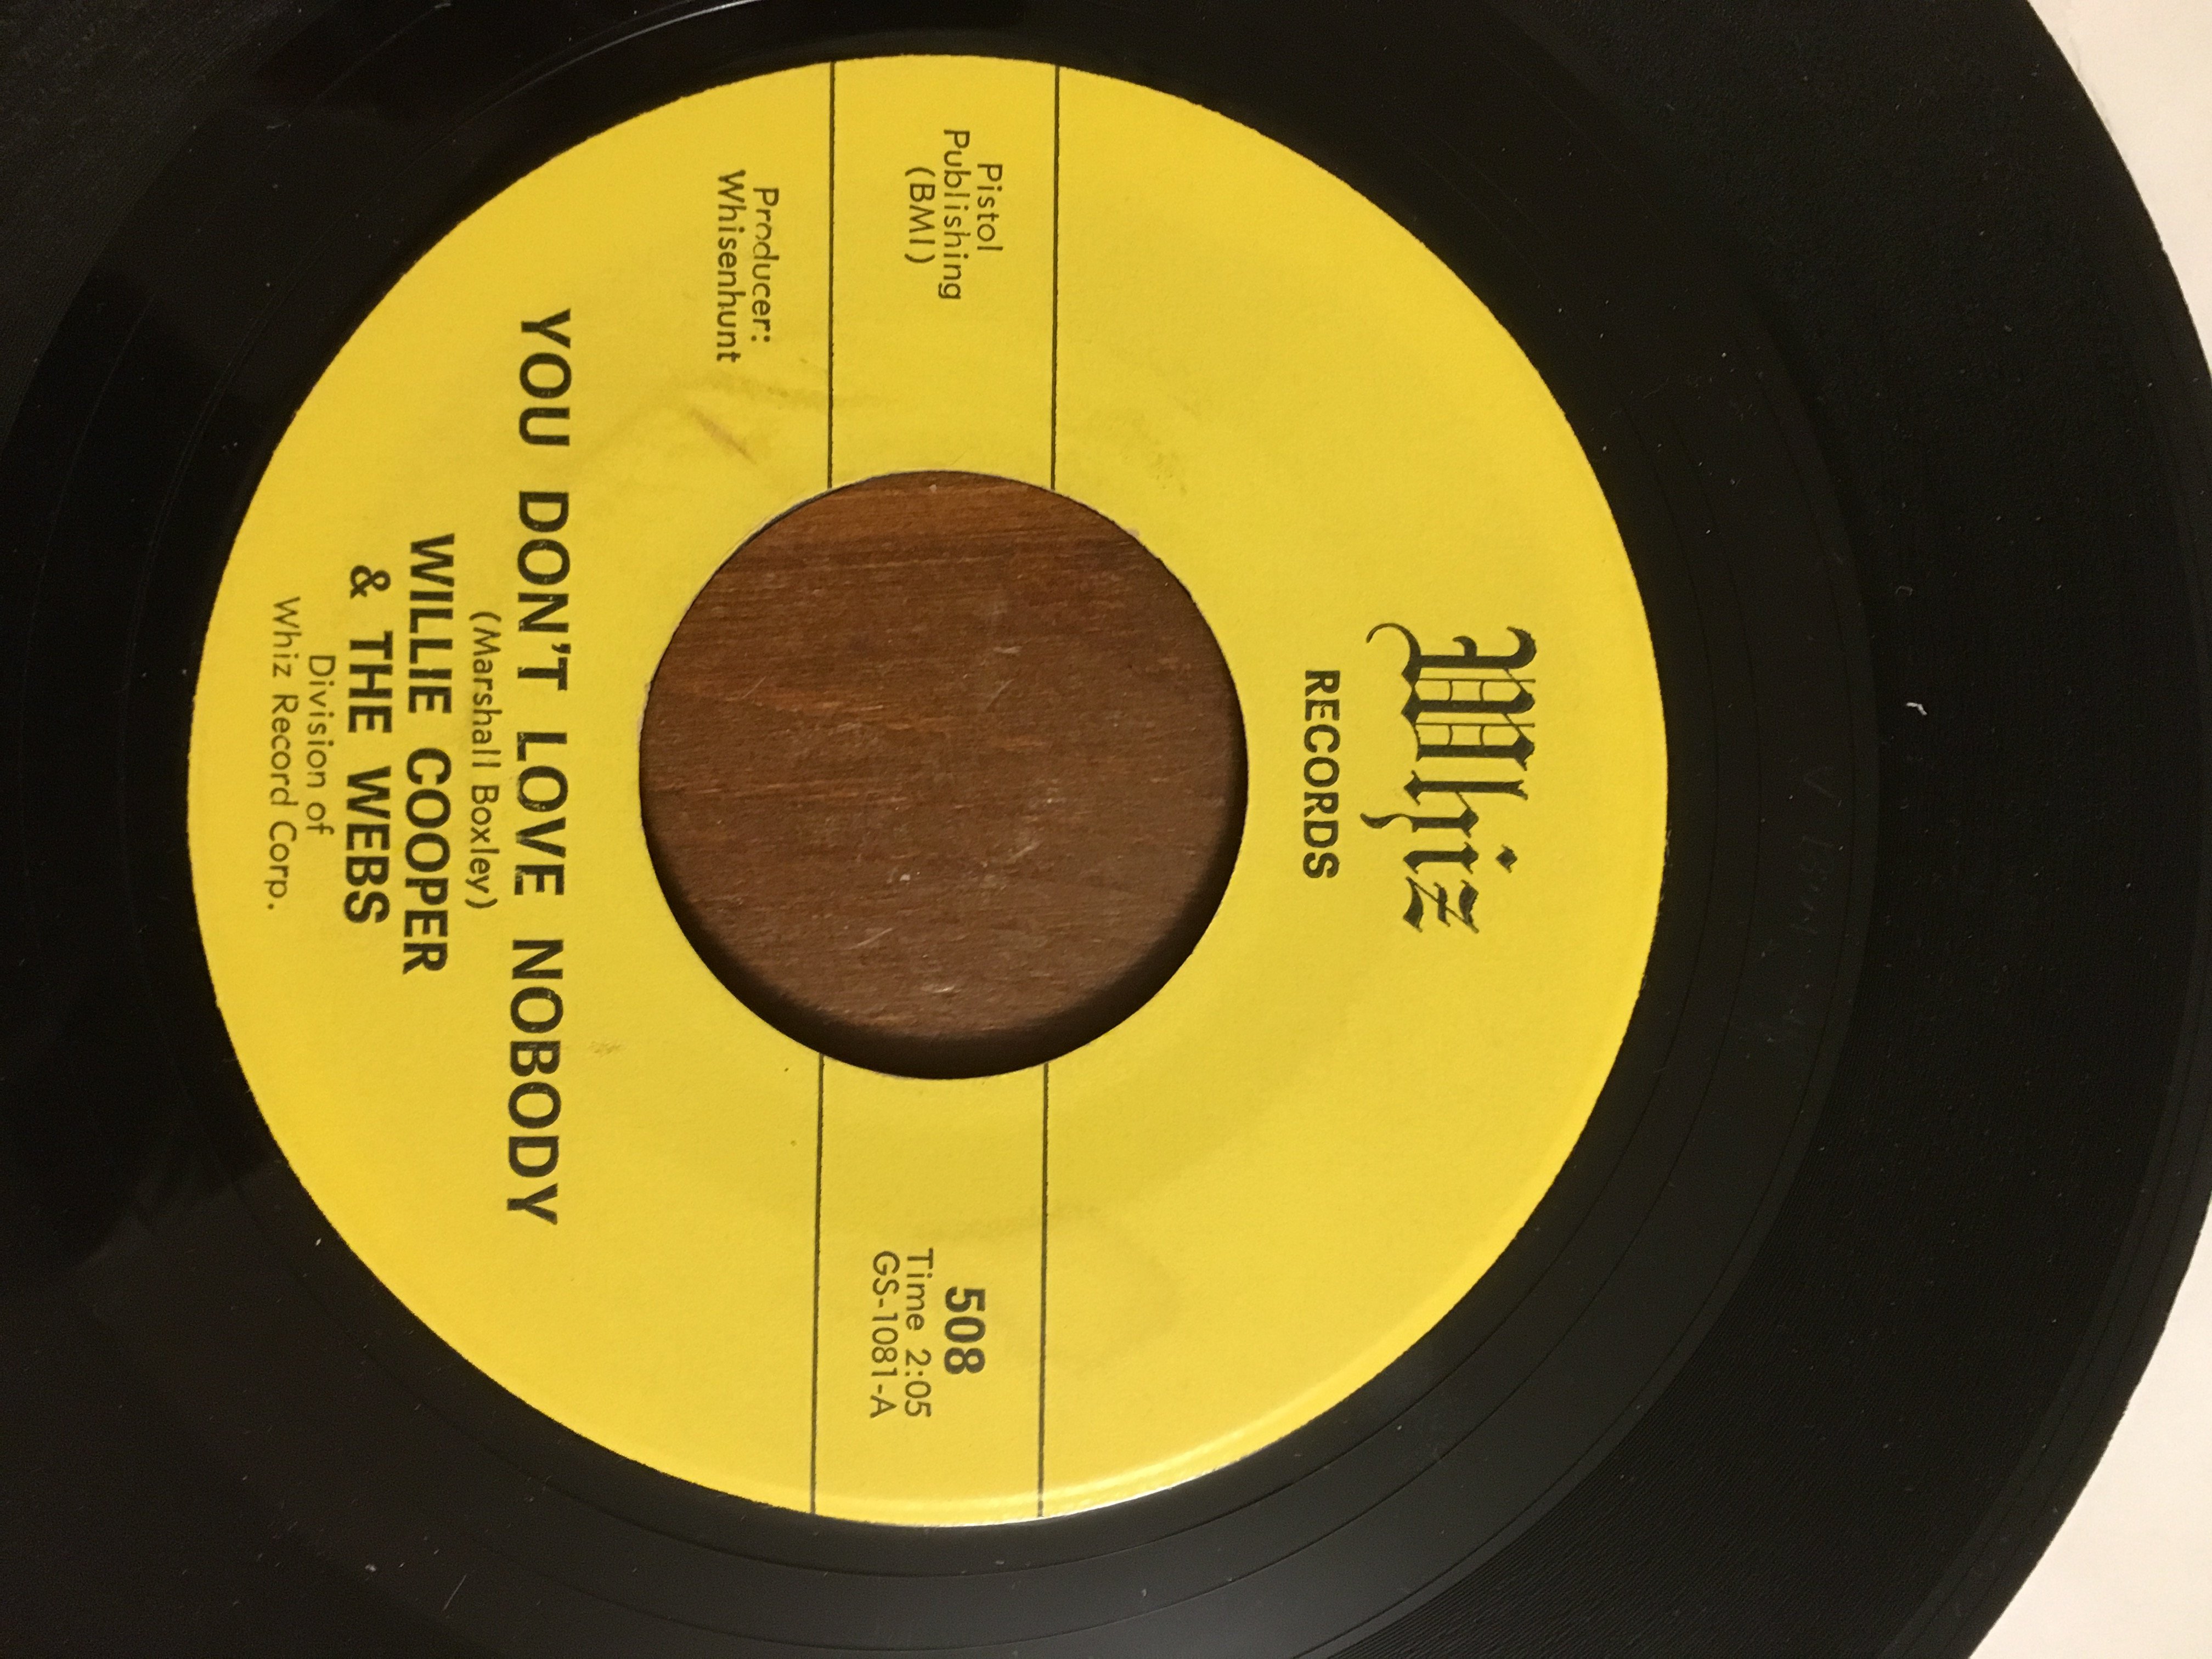 Whiz
RECORDS
Pistol
Publishing
(BMI)
508
Time 2:05
GS-1081-A
Producer:
Whisenhunt
YOU DON'T LOVE NOBODY
(Marshall Boxley)
WILLIE COOPER
& THE WEBS
Division of
Whiz Record Corp.